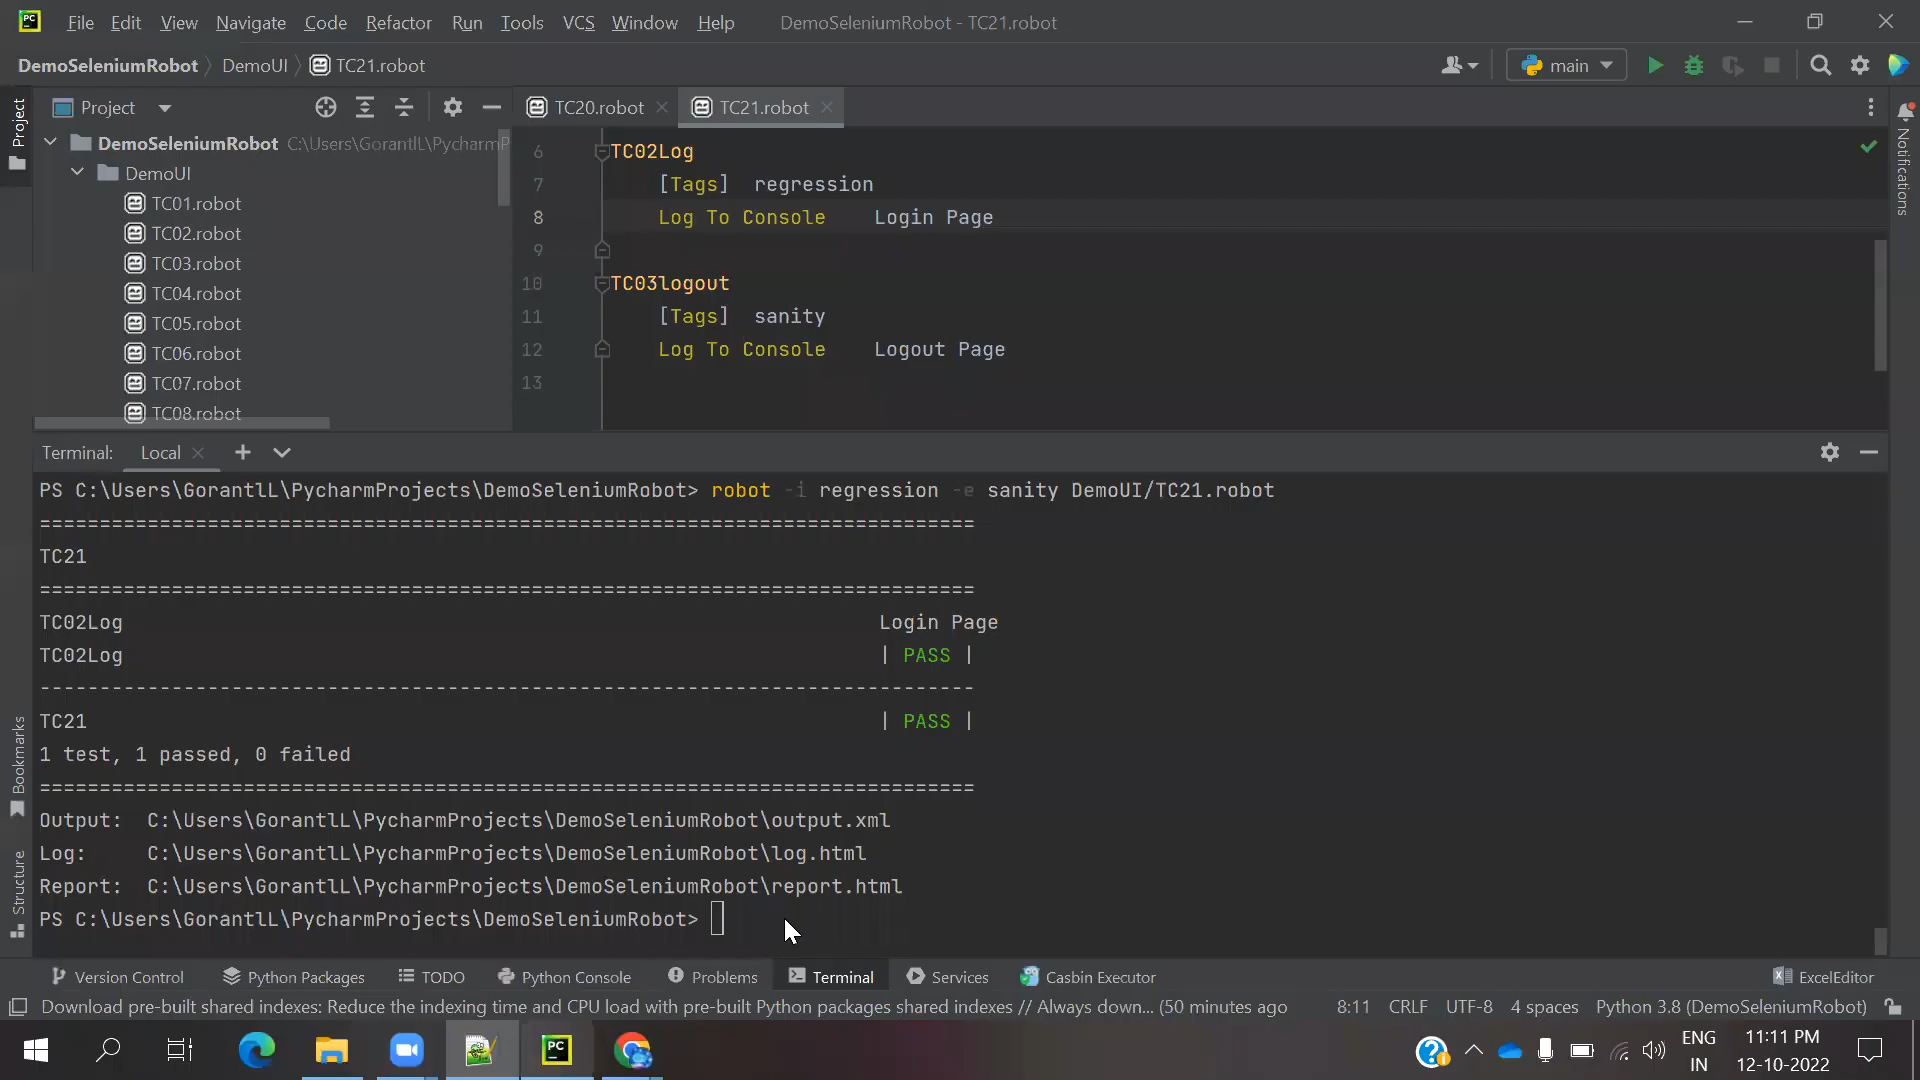 PC File Edit View Navigate Code Refactor Run Tools VCS Window Help DemoSeleniumRobot - TC21.robot
DemoSeleniumRobot DemoUI TC21.robot main
Project
Project TC20.robot TC21.robot
DemoSeleniumRobot C:\Users\GorantlL\PycharmP
DemoUI
TC01.robot
TC02.robot
TC03.robot
TC04.robot
TC05.robot
TC06.robot
TC07.robot
TC08.robot
6 TC02Log
7 [Tags] regression
8 Log To Console Login Page
9
10 TC03logout
11 [Tags] sanity
12 Log To Console Logout Page
13
Notifications
Terminal: Local
PS C:\Users\GorantlL\PycharmProjects\DemoSeleniumRobot> robot -i regression -e sanity DemoUI/TC21.robot
==============================================================================
TC21
==============================================================================
TC02Log Login Page
TC02Log | PASS |
------------------------------------------------------------------------------
TC21 | PASS |
1 test, 1 passed, 0 failed
==============================================================================
Output: C:\Users\GorantlL\PycharmProjects\DemoSeleniumRobot\output.xml
Log: C:\Users\GorantlL\PycharmProjects\DemoSeleniumRobot\log.html
Report: C:\Users\GorantlL\PycharmProjects\DemoSeleniumRobot\report.html
PS C:\Users\GorantlL\PycharmProjects\DemoSeleniumRobot>
Bookmarks
Structure
Version Control Python Packages TODO Python Console Problems Terminal Services Casbin Executor ExcelEditor
Download pre-built shared indexes: Reduce the indexing time and CPU load with pre-built Python packages shared indexes // Always down... (50 minutes ago 8:11 CRLF UTF-8 4 spaces Python 3.8 (DemoSeleniumRobot)
PC
ENG
IN
11:11 PM
12-10-2022